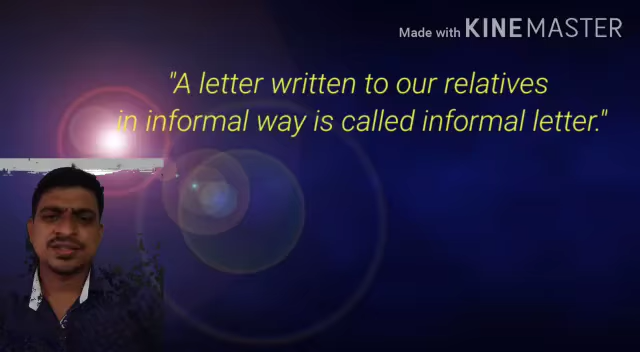 Made with KINEMASTER
"A letter written to our relatives
in informal way is called informal letter."